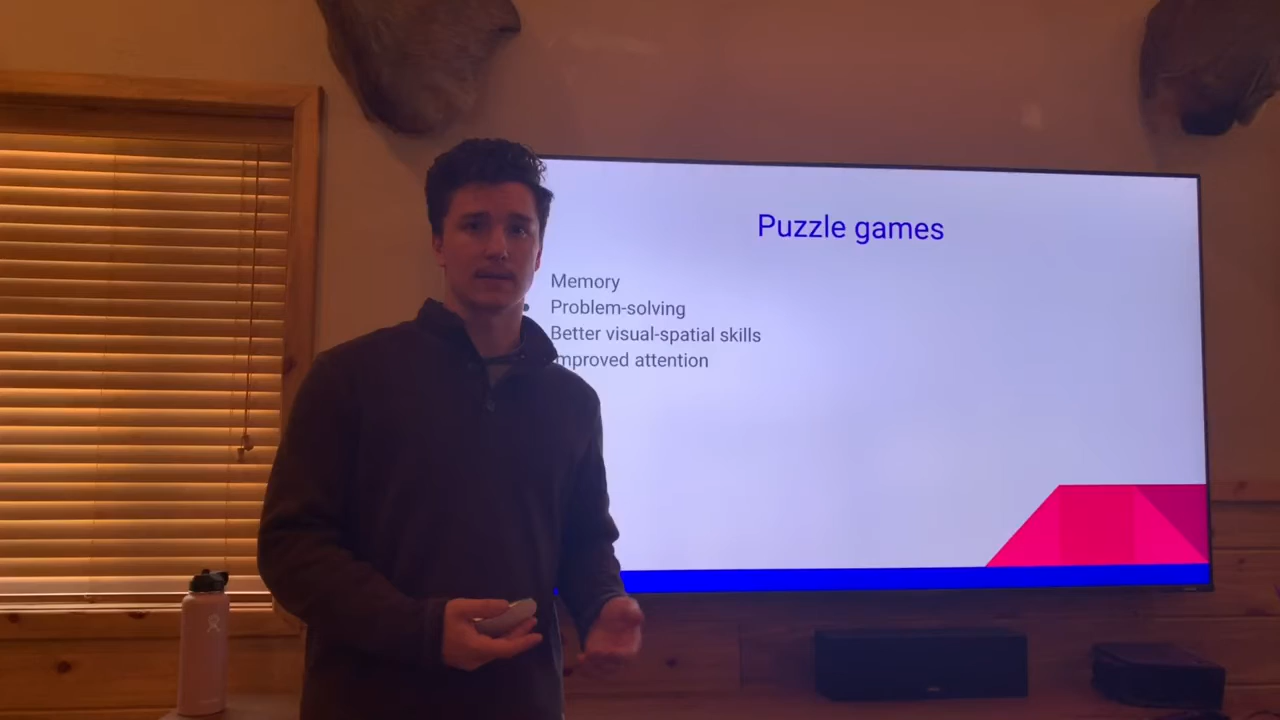 Puzzle games
Memory
Problem-solving
Better visual-spatial skills
mproved attention